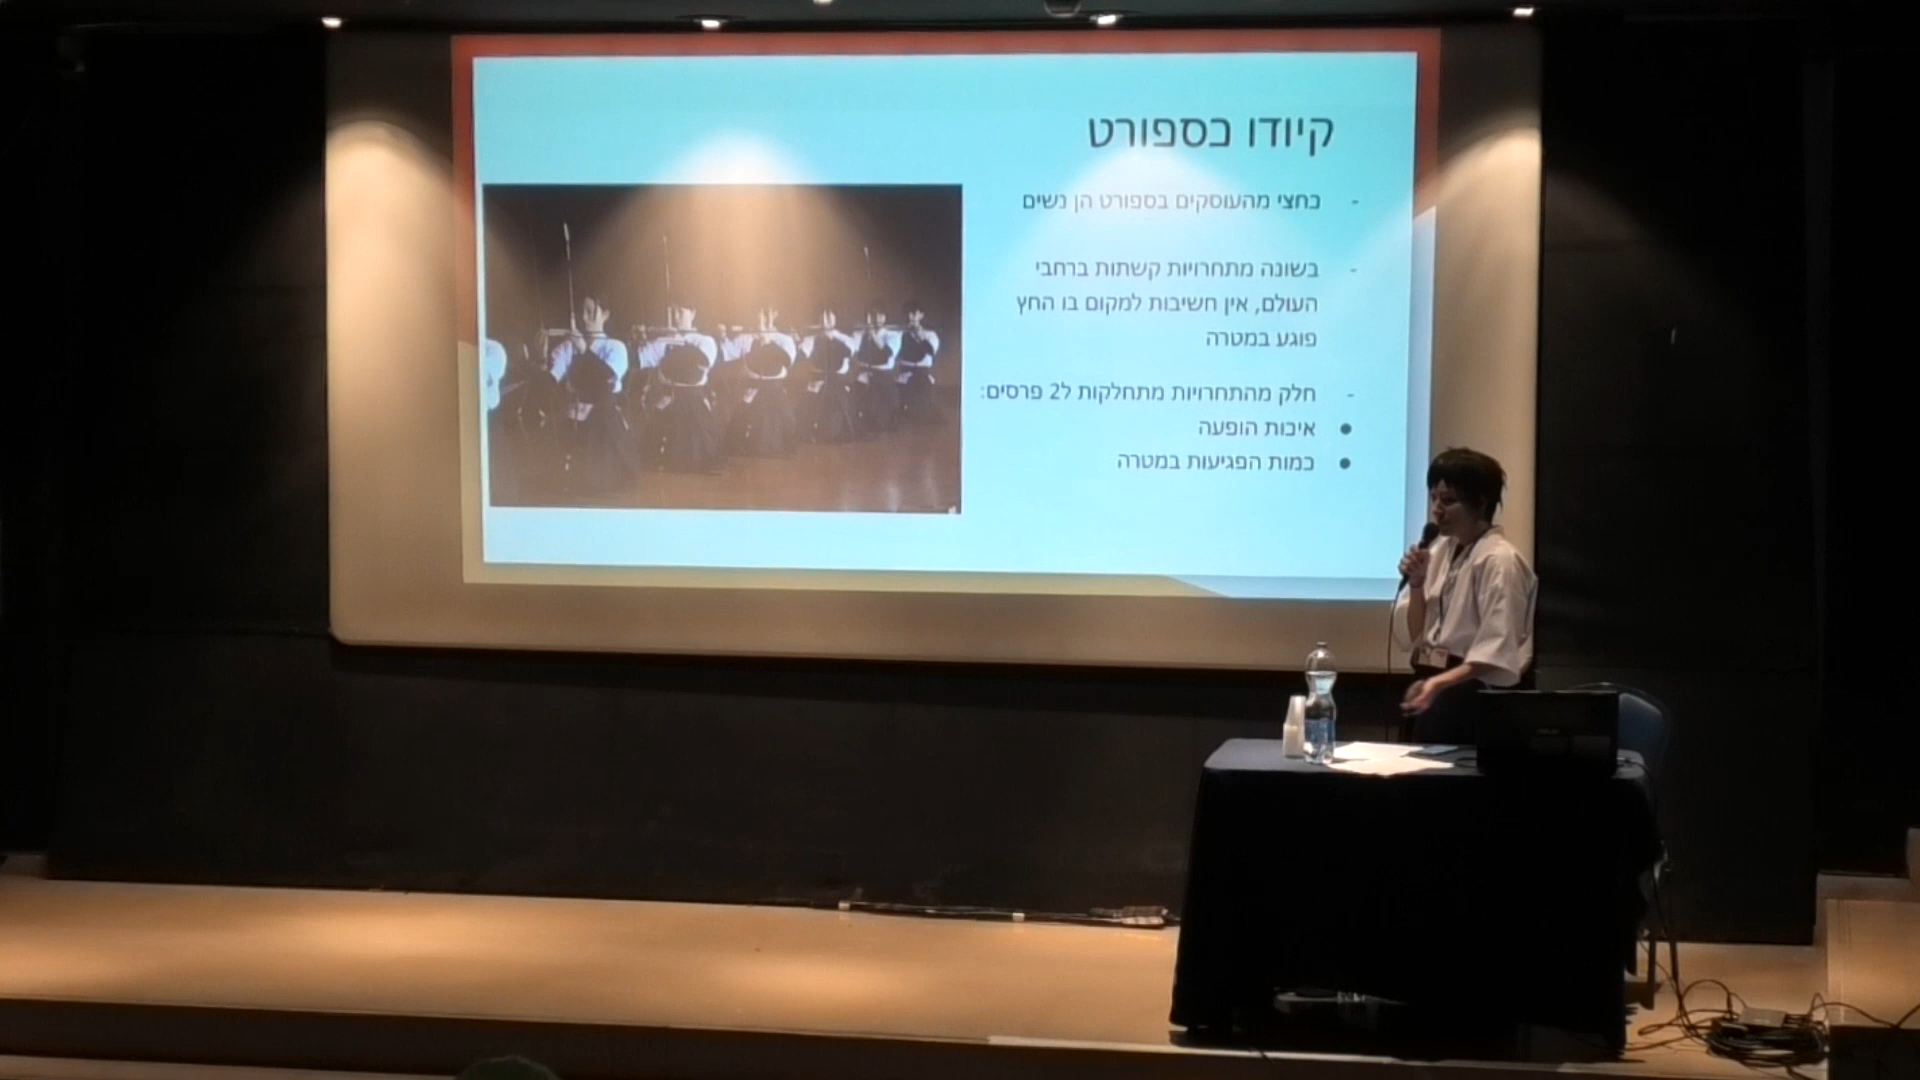 קיודו כספורט
- כחצי מהעוסקים בספורט הן נשים
- בשונה מתחרויות קשתות ברחבי
העולם, אין חשיבות למקום בו החץ
פוגע במטרה
- חלק מהתחרויות מתחלקות ל2 פרסים:
● איכות הופעה
● כמות הפגיעות במטרה